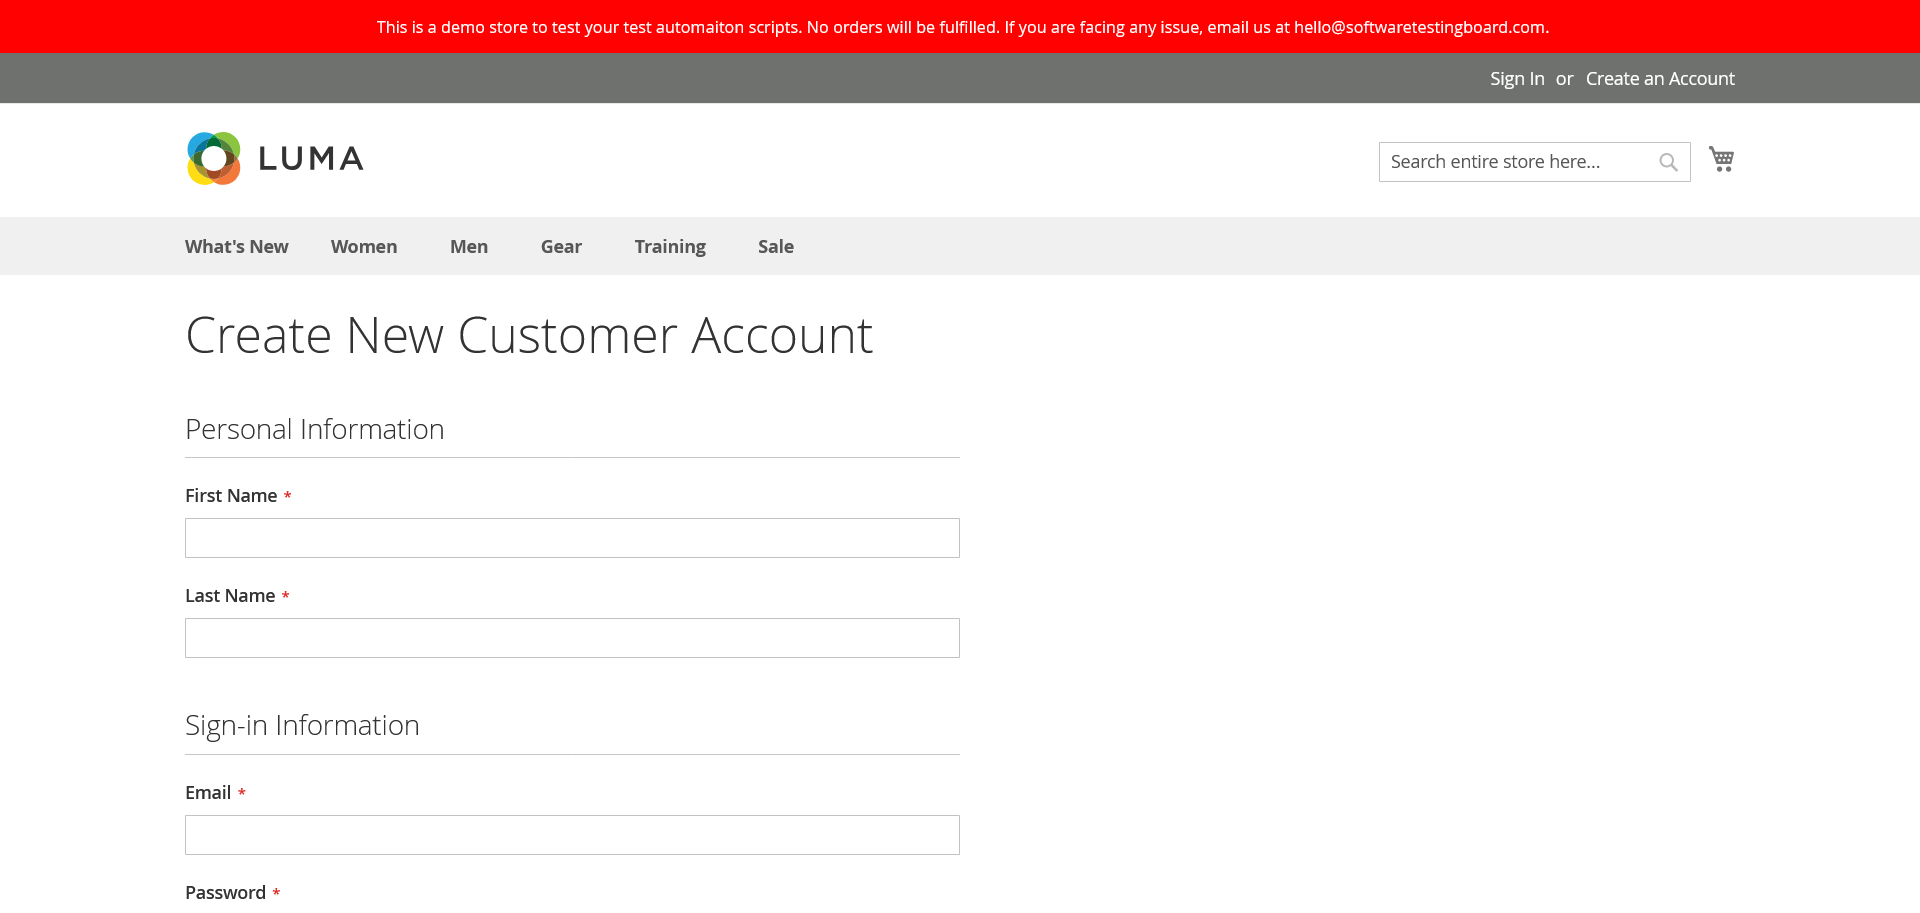 This is a demo store to test your test automaiton scripts. No orders will be fulfilled. If you are facing any issue, email us at hello@softwaretestingboard.com.
Sign In or Create an Account
LUMA
Search entire store here...
What's New Women Men Gear Training Sale
Create New Customer Account
Personal Information
First Name *
Last Name *
Sign-in Information
Email *
Password *